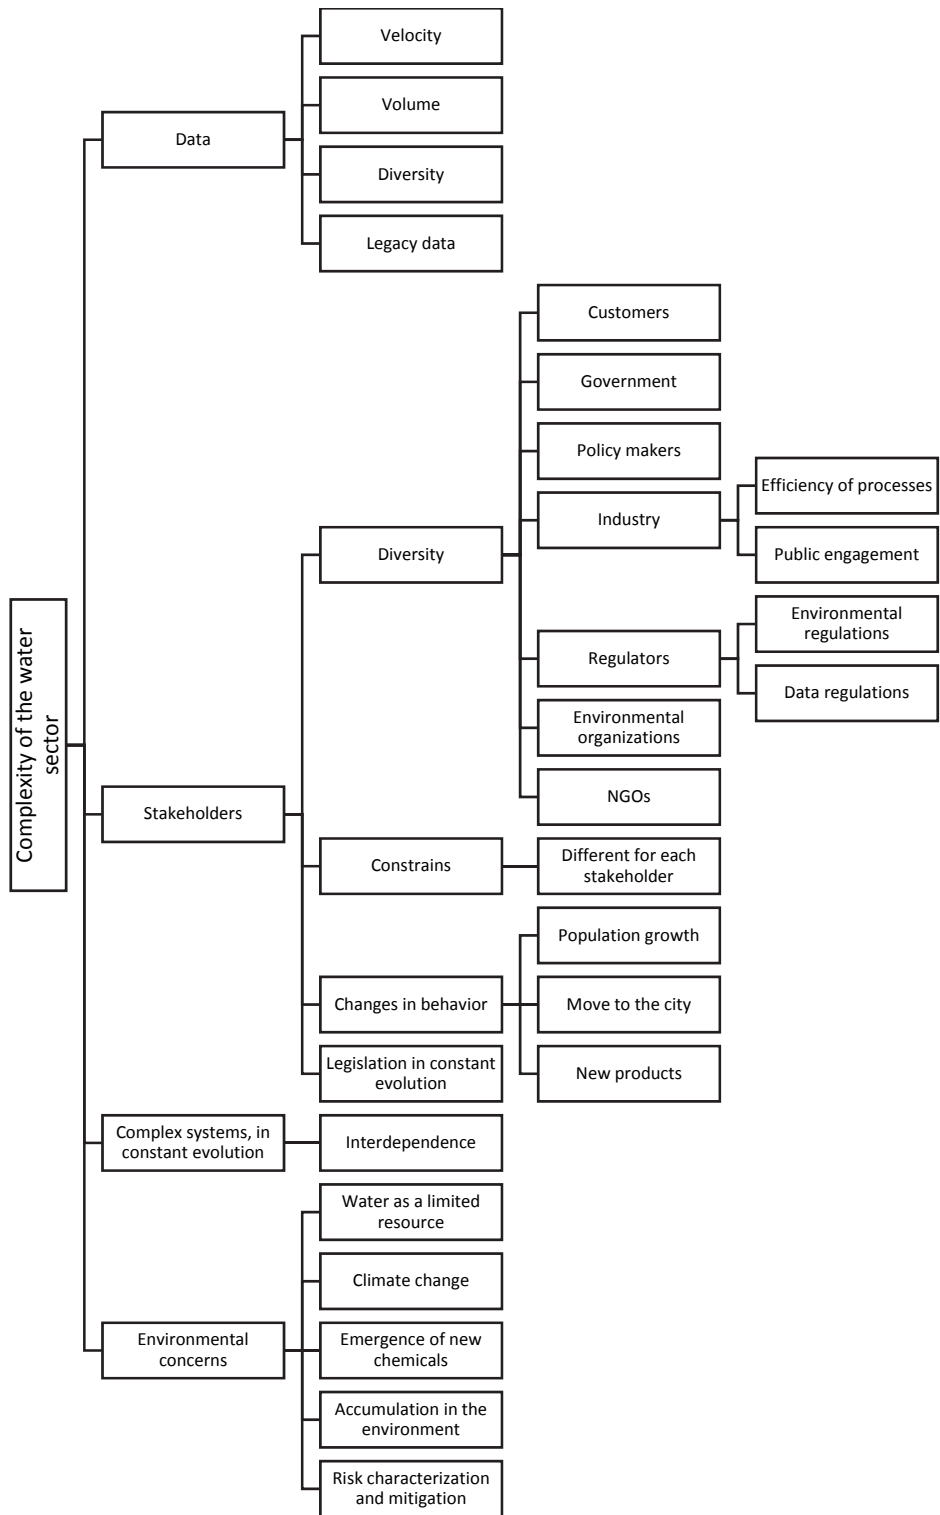 Complexity of the water
sector
Data
Velocity
Volume
Diversity
Legacy data
Stakeholders
Diversity
Customers
Government
Policy makers
Industry
Efficiency of processes
Public engagement
Regulators
Environmental
regulations
Data regulations
Environmental
organizations
NGOs
Constrains
Different for each
stakeholder
Changes in behavior
Population growth
Move to the city
New products
Legislation in constant
evolution
Complex systems, in
constant evolution
Interdependence
Environmental
concerns
Water as a limited
resource
Climate change
Emergence of new
chemicals
Accumulation in the
environment
Risk characterization
and mitigation